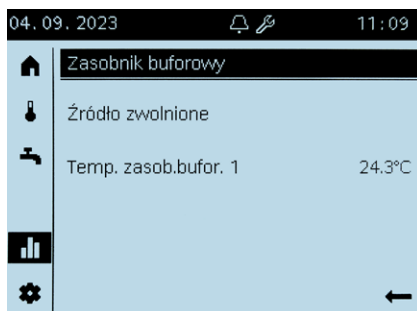 04. 09. 2023 11:09
Zasobnik buforowy
Źródło zwolnione
Temp. zasob.bufor. 1 24.3°C